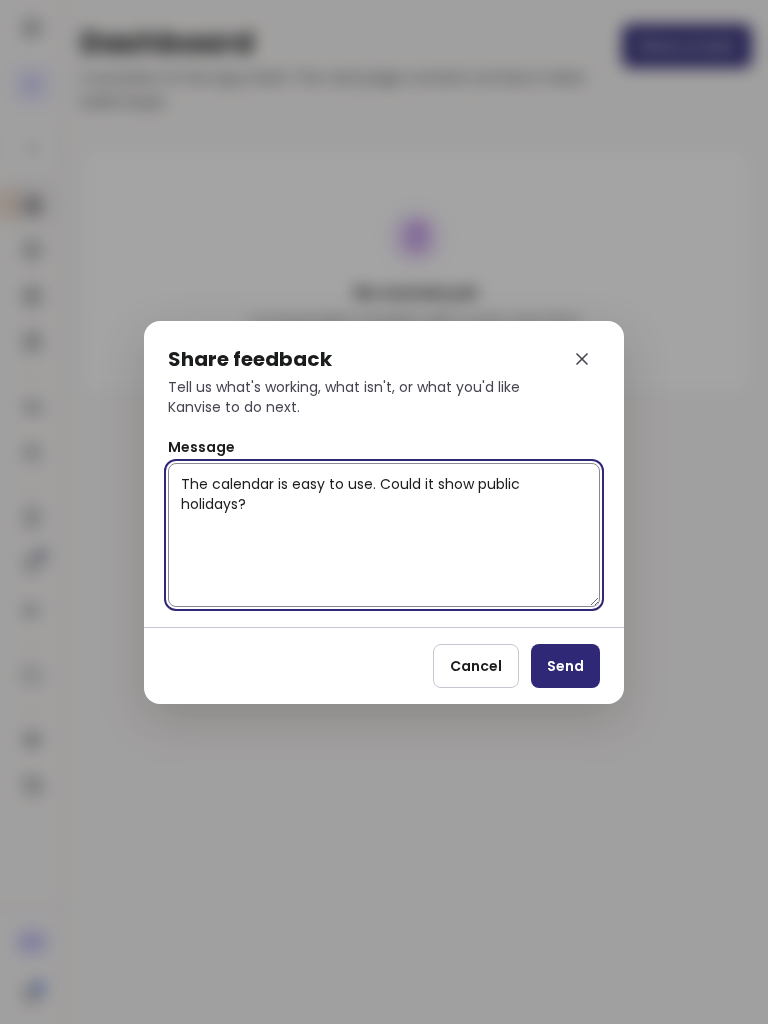 Dashboard
Share feedback
Tell us what's working, what isn't, or what you'd like
Kanvise to do next.
Message
The calendar is easy to use. Could it show public
holidays?
Cancel
Send